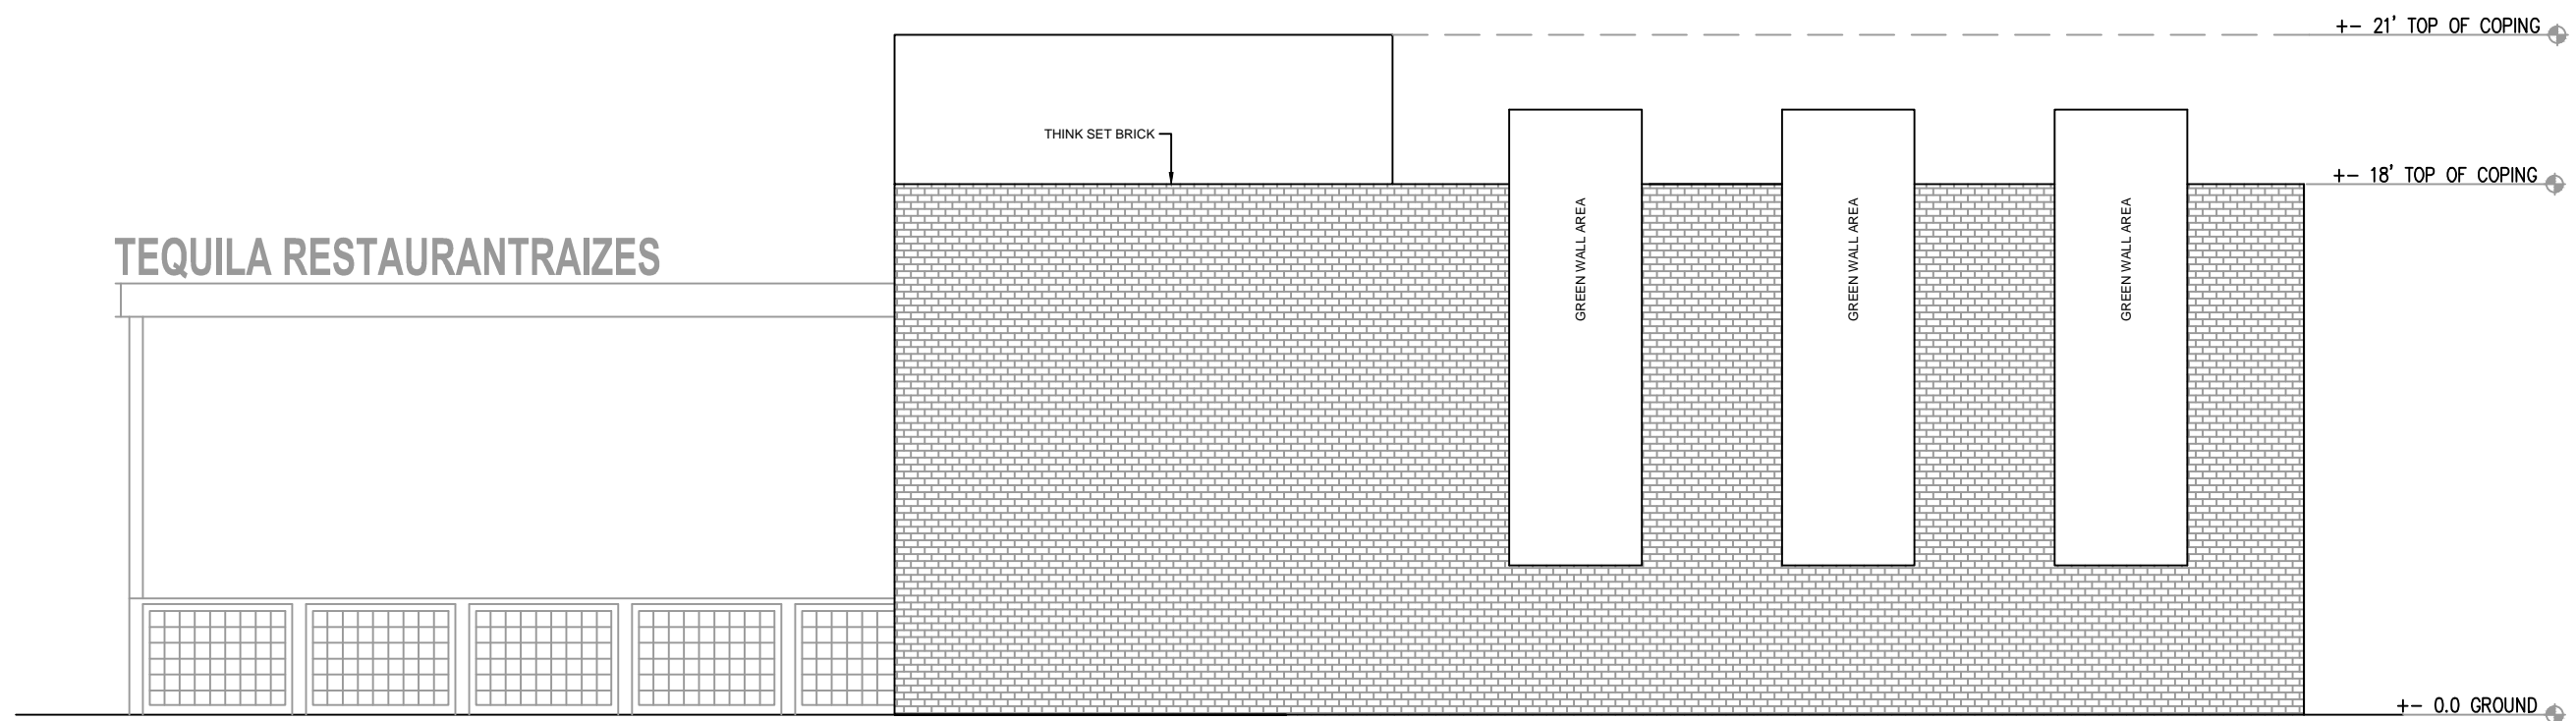 +- 21' TOP OF COPING
THINK SET BRICK
+- 18' TOP OF COPING
GREEN WALL AREA
GREEN WALL AREA
GREEN WALL AREA
TEQUILA RESTAURANTRAIZES
+- 0.0 GROUND